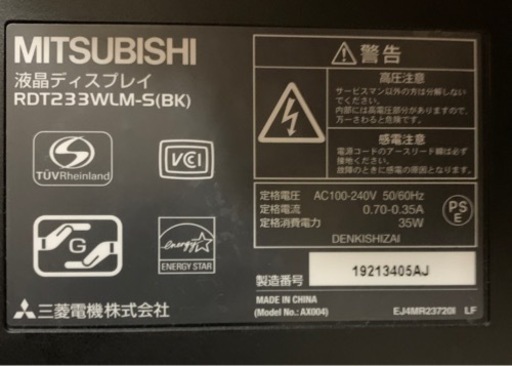 MITSUBISHI
液晶ディスプレイ
RDT233WLM-S(BK)
TÜVRheinland
VCCI
G
energy
ENERGY STAR
三菱電機株式会社
警告
高圧注意
サービスマン以外の方は分解しない
でください。
内部には高電圧部分がありますので、
万一さわると危険です。
感電注意
電源コードのアースリード線は必ず
接地ください。
故障のときに感電の原因となります。
定格電圧 AC100-240V 50/60Hz
定格電流 0.70-0.35A
定格消費電力 35W
DENKISHIZAI
PS
E
製造番号 19213405AJ
MADE IN CHINA
(Model No.: AX004) EJ4MR23720I LF